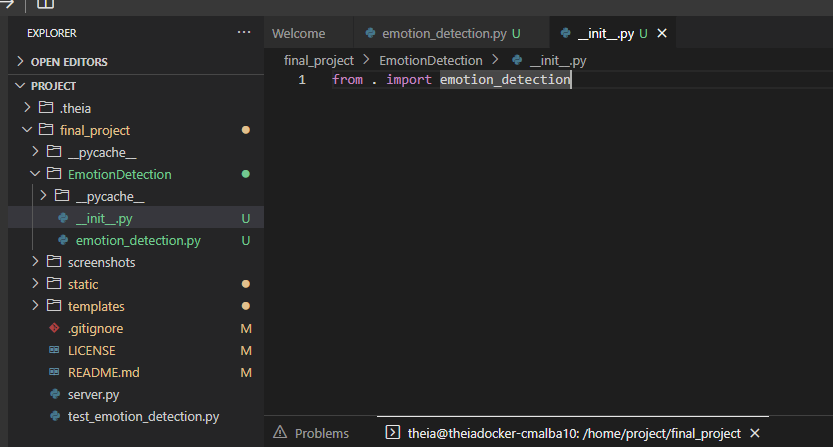 EXPLORER
Welcome
emotion_detection.py U
__init__.py U
OPEN EDITORS
final_project > EmotionDetection > __init__.py
PROJECT
1 from . import emotion_detection
.theia
final_project
__pycache__
EmotionDetection
__pycache__
__init__.py U
emotion_detection.py U
screenshots
static
templates
.gitignore M
LICENSE M
README.md M
server.py
test_emotion_detection.py
Problems
theia@theiadocker-cmalba10: /home/project/final_project